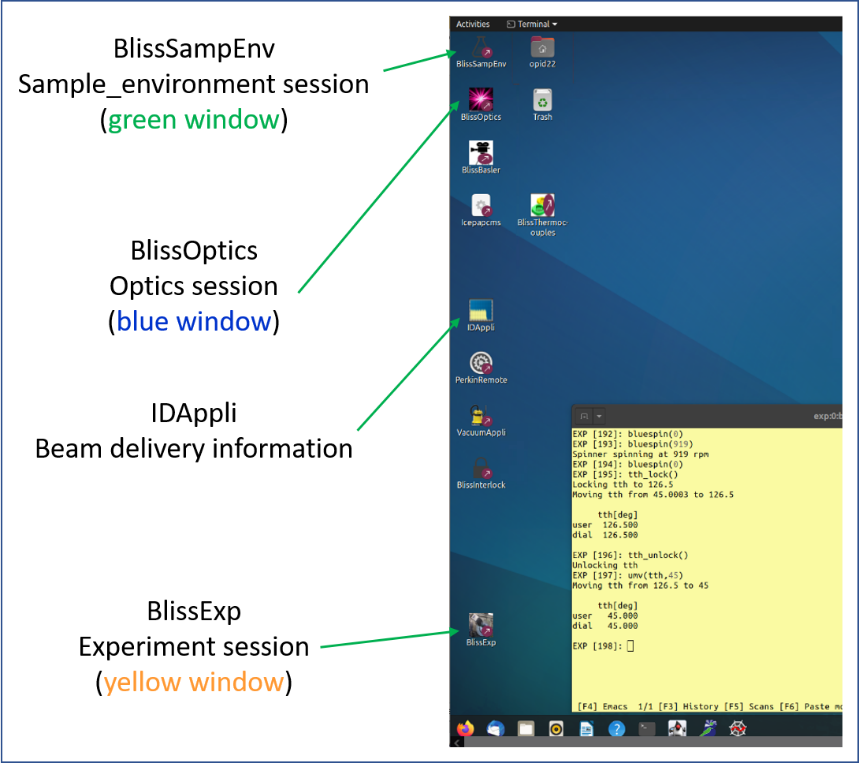 BlissSampEnv
Sample_environment session
(green window)
BlissOptics
Optics session
(blue window)
IDAppli
Beam delivery information
BlissExp
Experiment session
(yellow window)
Activities
Terminal
BlissSampEnv
opid22
BlissOptics
Trash
BlissBasler
Icepapcms
BlissThermoc-
ouples
IDAppli
PerkinRemote
VacuumAppli
BlissInterlock
BlissExp
exp:0:b
EXP [192]: bluespin(0)
EXP [193]: bluespin(919)
Spinner spinning at 919 rpm
EXP [194]: bluespin(0)
EXP [195]: tth_lock()
Locking tth to 126.5
Moving tth from 45.0003 to 126.5
tth[deg]
user 126.500
dial 126.500
EXP [196]: tth_unlock()
Unlocking tth
EXP [197]: umv(tth,45)
Moving tth from 126.5 to 45
tth[deg]
user 45.000
dial 45.000
EXP [198]:
[F4] Emacs 1/1 [F3] History [F5] Scans [F6] Paste mo